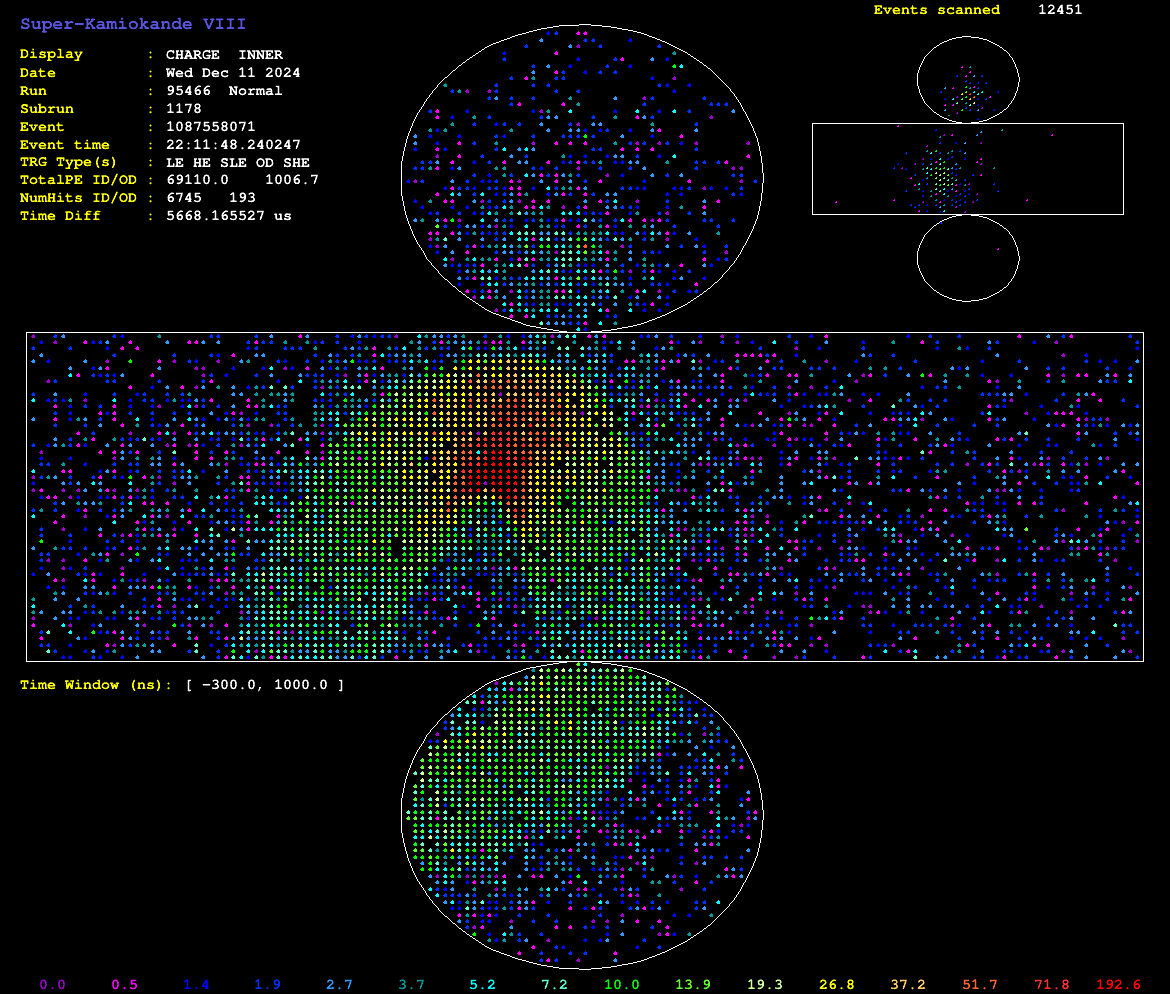 Super-Kamiokande VIII
Events scanned 12451
Display : CHARGE INNER
Date : Wed Dec 11 2024
Run : 95466 Normal
Subrun : 1178
Event : 1087558071
Event time : 22:11:48.240247
TRG Type(s) : LE HE SLE OD SHE
TotalPE ID/OD : 69110.0 1006.7
NumHits ID/OD : 6745 193
Time Diff : 5668.165527 us
Time Window (ns): [ −300.0, 1000.0 ]
0.0 0.5 1.4 1.9 2.7 3.7 5.2 7.2 10.0 13.9 19.3 26.8 37.2 51.7 71.8 192.6